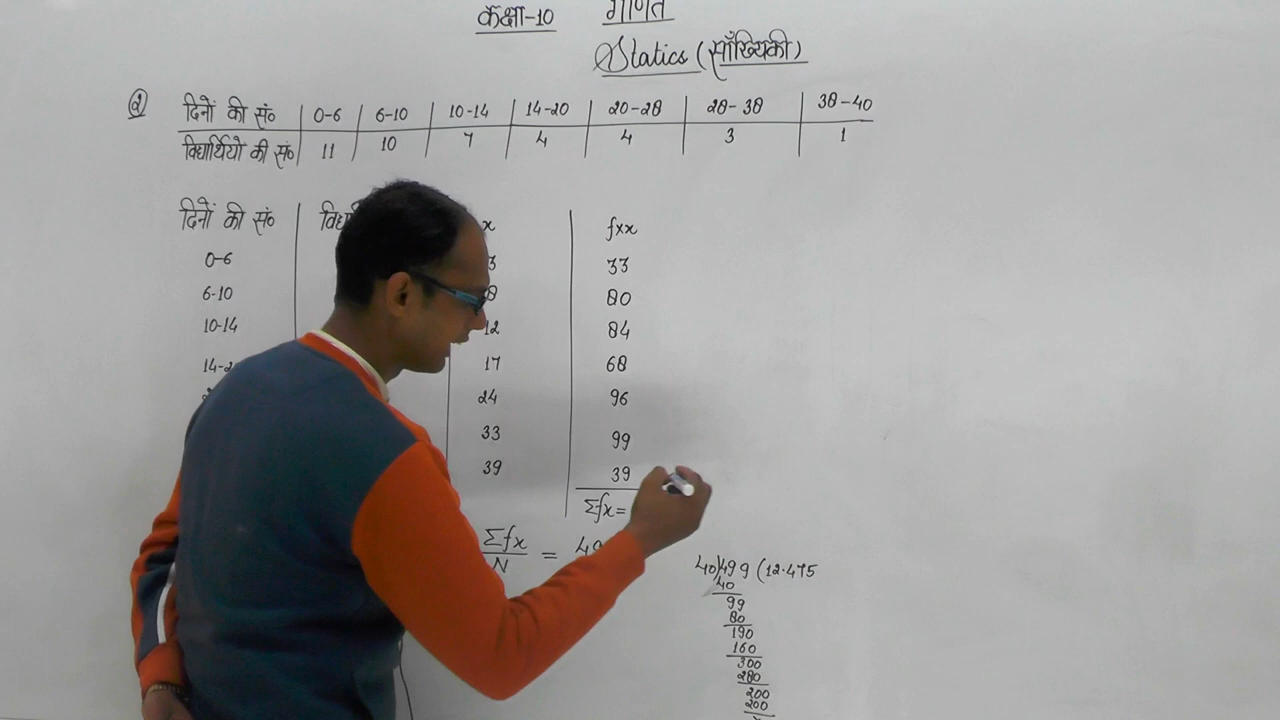 कक्षा-10 गणित
Statics (साँख्यिकी)
② दिनों की सं० 0-6 6-10 10-14 14-20 20-28 28-38 38-40
विद्यार्थियो की सं० 11 10 7 4 4 3 1
दिनों की सं० x f×x
0-6 3 33
6-10 8 80
10-14 12 84
17 68
24 96
33 99
39 39
Σfx=
Σfx/N =
40)499(12.475
40
99
80
190
160
300
280
200
200